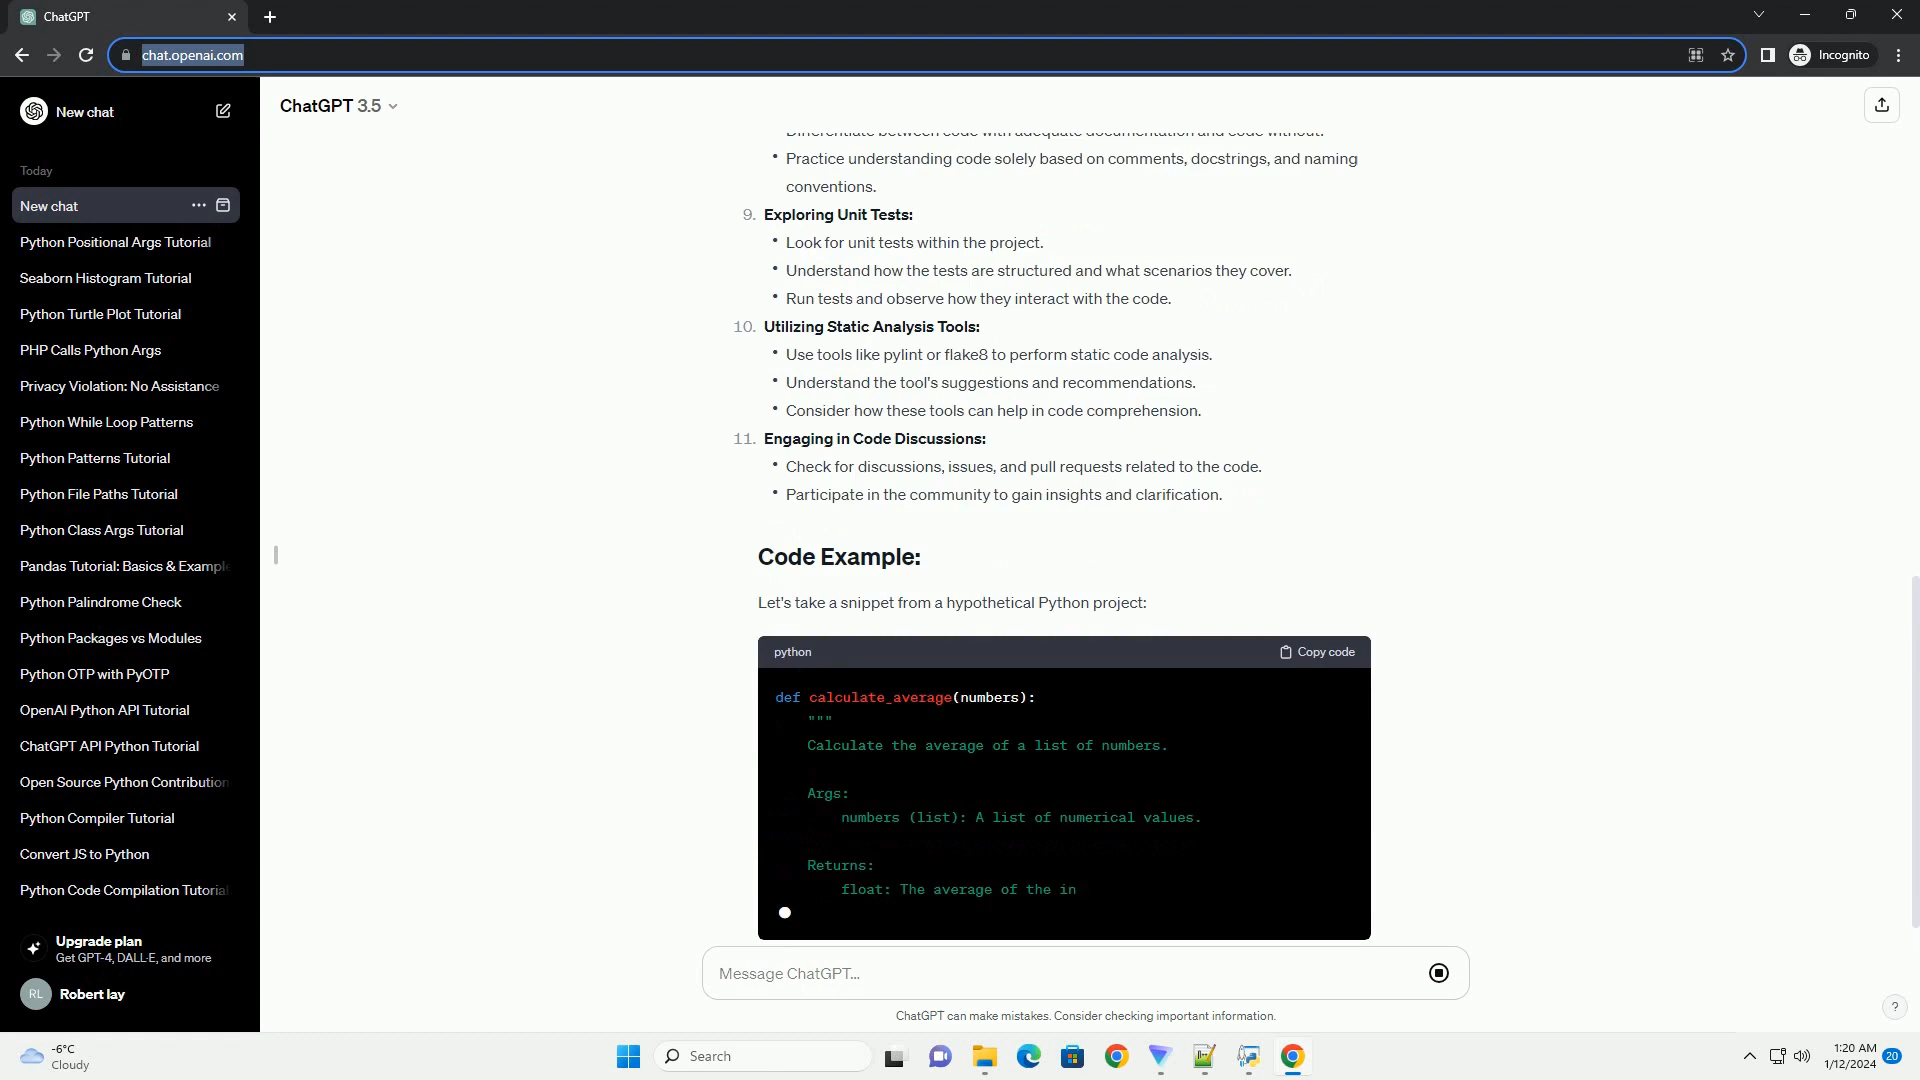 ChatGPT
chat.openai.com
Incognito
New chat
Today
New chat
Python Positional Args Tutorial
Seaborn Histogram Tutorial
Python Turtle Plot Tutorial
PHP Calls Python Args
Privacy Violation: No Assistance
Python While Loop Patterns
Python Patterns Tutorial
Python File Paths Tutorial
Python Class Args Tutorial
Pandas Tutorial: Basics & Example
Python Palindrome Check
Python Packages vs Modules
Python OTP with PyOTP
OpenAI Python API Tutorial
ChatGPT API Python Tutorial
Open Source Python Contribution
Python Compiler Tutorial
Convert JS to Python
Python Code Compilation Tutorial
Upgrade plan
Get GPT-4, DALL·E, and more
RL
Robert lay
ChatGPT 3.5
Differentiate between code with adequate documentation and code without.
• Practice understanding code solely based on comments, docstrings, and naming
conventions.
9. Exploring Unit Tests:
• Look for unit tests within the project.
• Understand how the tests are structured and what scenarios they cover.
• Run tests and observe how they interact with the code.
10. Utilizing Static Analysis Tools:
• Use tools like pylint or flake8 to perform static code analysis.
• Understand the tool's suggestions and recommendations.
• Consider how these tools can help in code comprehension.
11. Engaging in Code Discussions:
• Check for discussions, issues, and pull requests related to the code.
• Participate in the community to gain insights and clarification.
Code Example:
Let's take a snippet from a hypothetical Python project:
python
Copy code
def calculate_average(numbers):
"""
Calculate the average of a list of numbers.
Args:
numbers (list): A list of numerical values.
Returns:
float: The average of the in
Message ChatGPT...
ChatGPT can make mistakes. Consider checking important information.
?
-6°C
Cloudy
Search
1:20 AM
1/12/2024
20